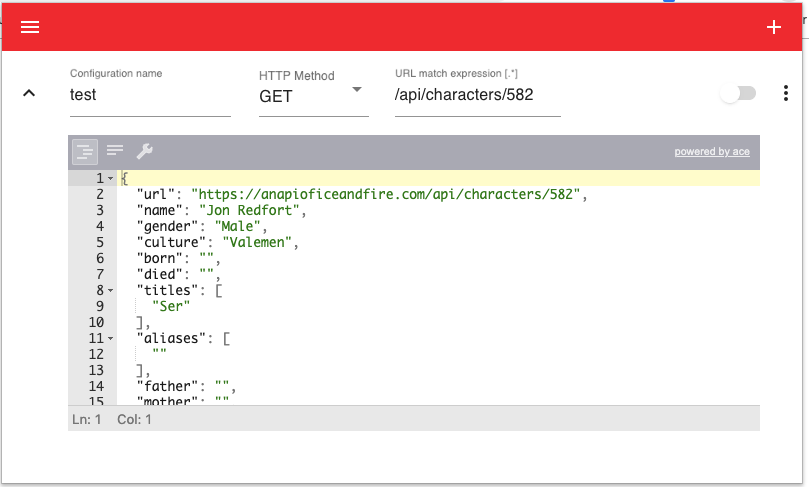 Configuration name
HTTP Method
URL match expression [.*]
test
GET
/api/characters/582
powered by ace
1 {
2 "url": "https://anapioficeandfire.com/api/characters/582",
3 "name": "Jon Redfort",
4 "gender": "Male",
5 "culture": "Valemen",
6 "born": "",
7 "died": "",
8 "titles": [
9 "Ser"
10 ],
11 "aliases": [
12 ""
13 ],
14 "father": "",
15 "mother": ""
Ln: 1 Col: 1